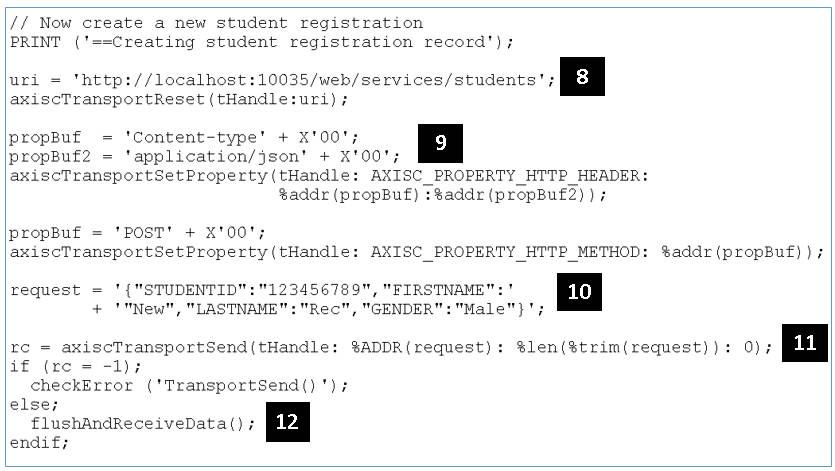 // Now create a new student registration
PRINT ('==Creating student registration record');
uri = 'http://localhost:10035/web/services/students'; 8
axiscTransportReset(tHandle:uri);
propBuf  = 'Content-type' + X'00'; 9
propBuf2 = 'application/json' + X'00';
axiscTransportSetProperty(tHandle: AXISC_PROPERTY_HTTP_HEADER:
%addr(propBuf):%addr(propBuf2));
propBuf = 'POST' + X'00';
axiscTransportSetProperty(tHandle: AXISC_PROPERTY_HTTP_METHOD: %addr(propBuf));
request = '{"STUDENTID":"123456789","FIRSTNAME":' 10
+ '"New","LASTNAME":"Rec","GENDER":"Male"}';
rc = axiscTransportSend(tHandle: %ADDR(request): %len(%trim(request)): 0); 11
if (rc = -1);
checkError ('TransportSend()');
else;
flushAndReceiveData(); 12
endif;